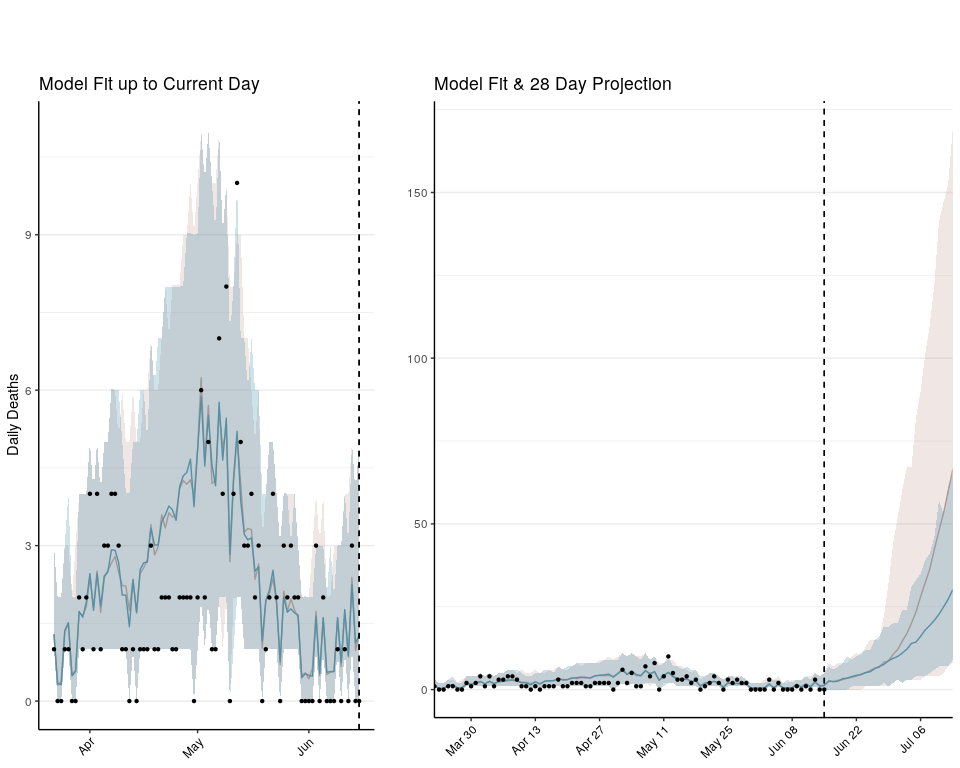 Model Fit up to Current Day
Daily Deaths
9
6
3
0
Apr
May
Jun
Model Fit & 28 Day Projection
150
100
50
0
Mar 30
Apr 13
Apr 27
May 11
May 25
Jun 08
Jun 22
Jul 06